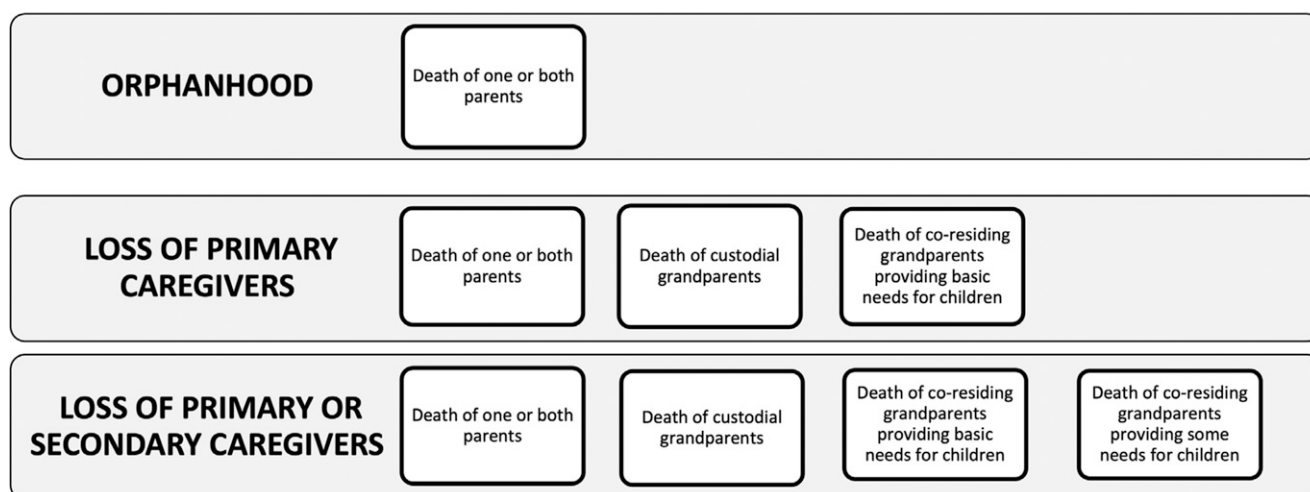 ORPHANHOOD
Death of one or both
parents
LOSS OF PRIMARY
CAREGIVERS
Death of one or both
parents
Death of custodial
grandparents
Death of co-residing
grandparents
providing basic
needs for children
LOSS OF PRIMARY OR
SECONDARY CAREGIVERS
Death of one or both
parents
Death of custodial
grandparents
Death of co-residing
grandparents
providing basic
needs for children
Death of co-residing
grandparents
providing some
needs for children